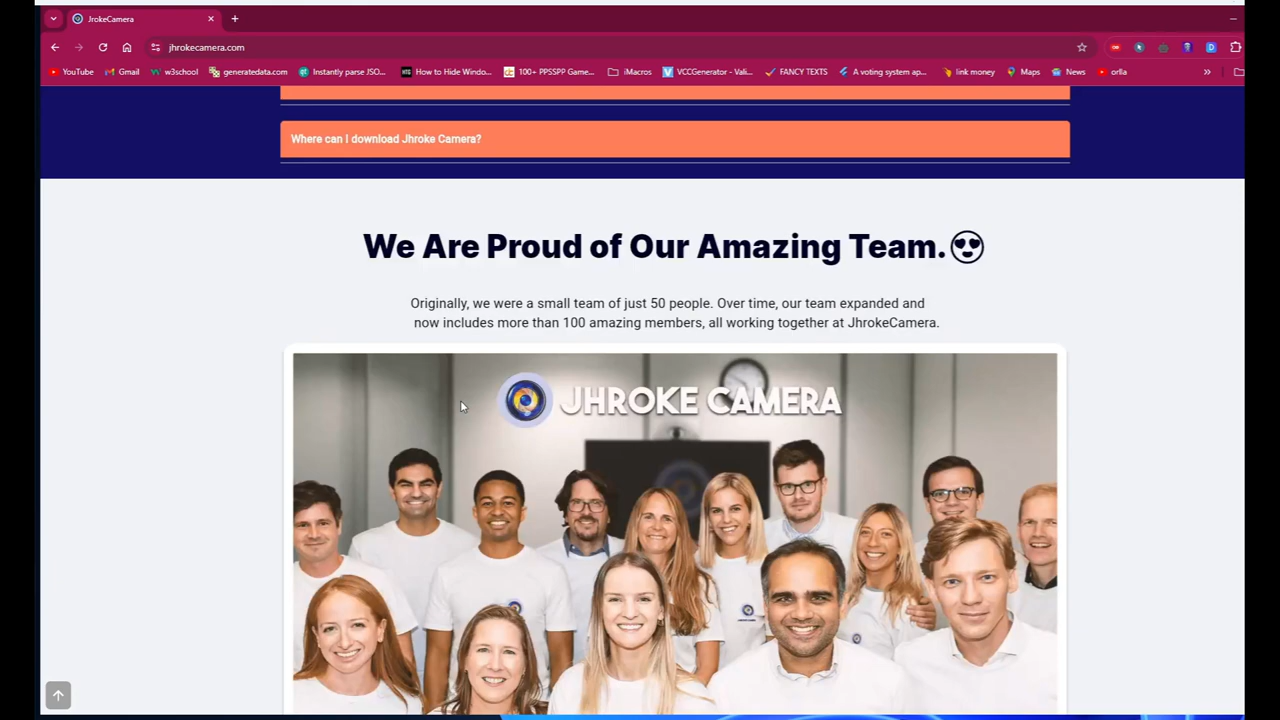 JrokeCamera
jhrokecamera.com
YouTube
Gmail
w3school
generatedata.com
Instantly parse JSO...
How to Hide Windo...
100+ PPSSPP Game...
iMacros
VCCGenerator - Vali...
FANCY TEXTS
A voting system ap...
link money
Maps
News
orlla
Where can I download Jhroke Camera?
We Are Proud of Our Amazing Team.😍
Originally, we were a small team of just 50 people. Over time, our team expanded and
now includes more than 100 amazing members, all working together at JhrokeCamera.
JHROKE CAMERA